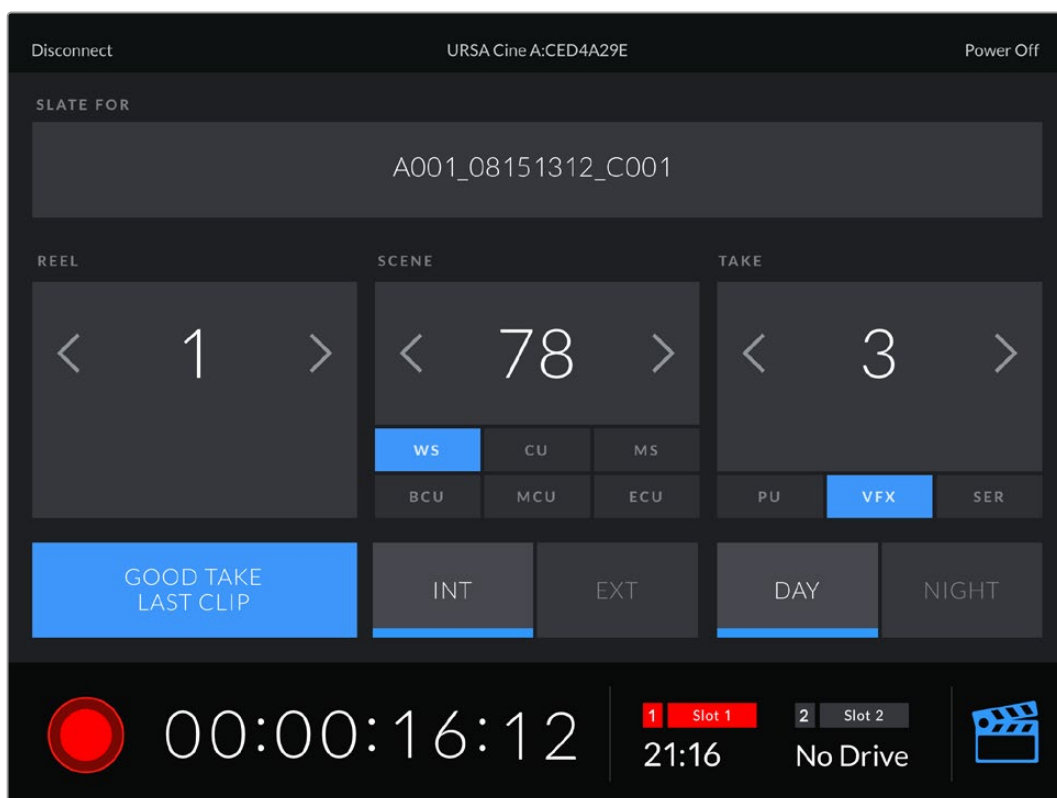 Disconnect URSA Cine A:CED4A29E Power Off
SLATE FOR
A001_08151312_C001
REEL SCENE TAKE
1 78 3
WS CU MS
BCU MCU ECU PU VFX SER
GOOD TAKE
LAST CLIP
INT EXT DAY NIGHT
00:00:16:12
1 Slot 1 2 Slot 2
21:16 No Drive